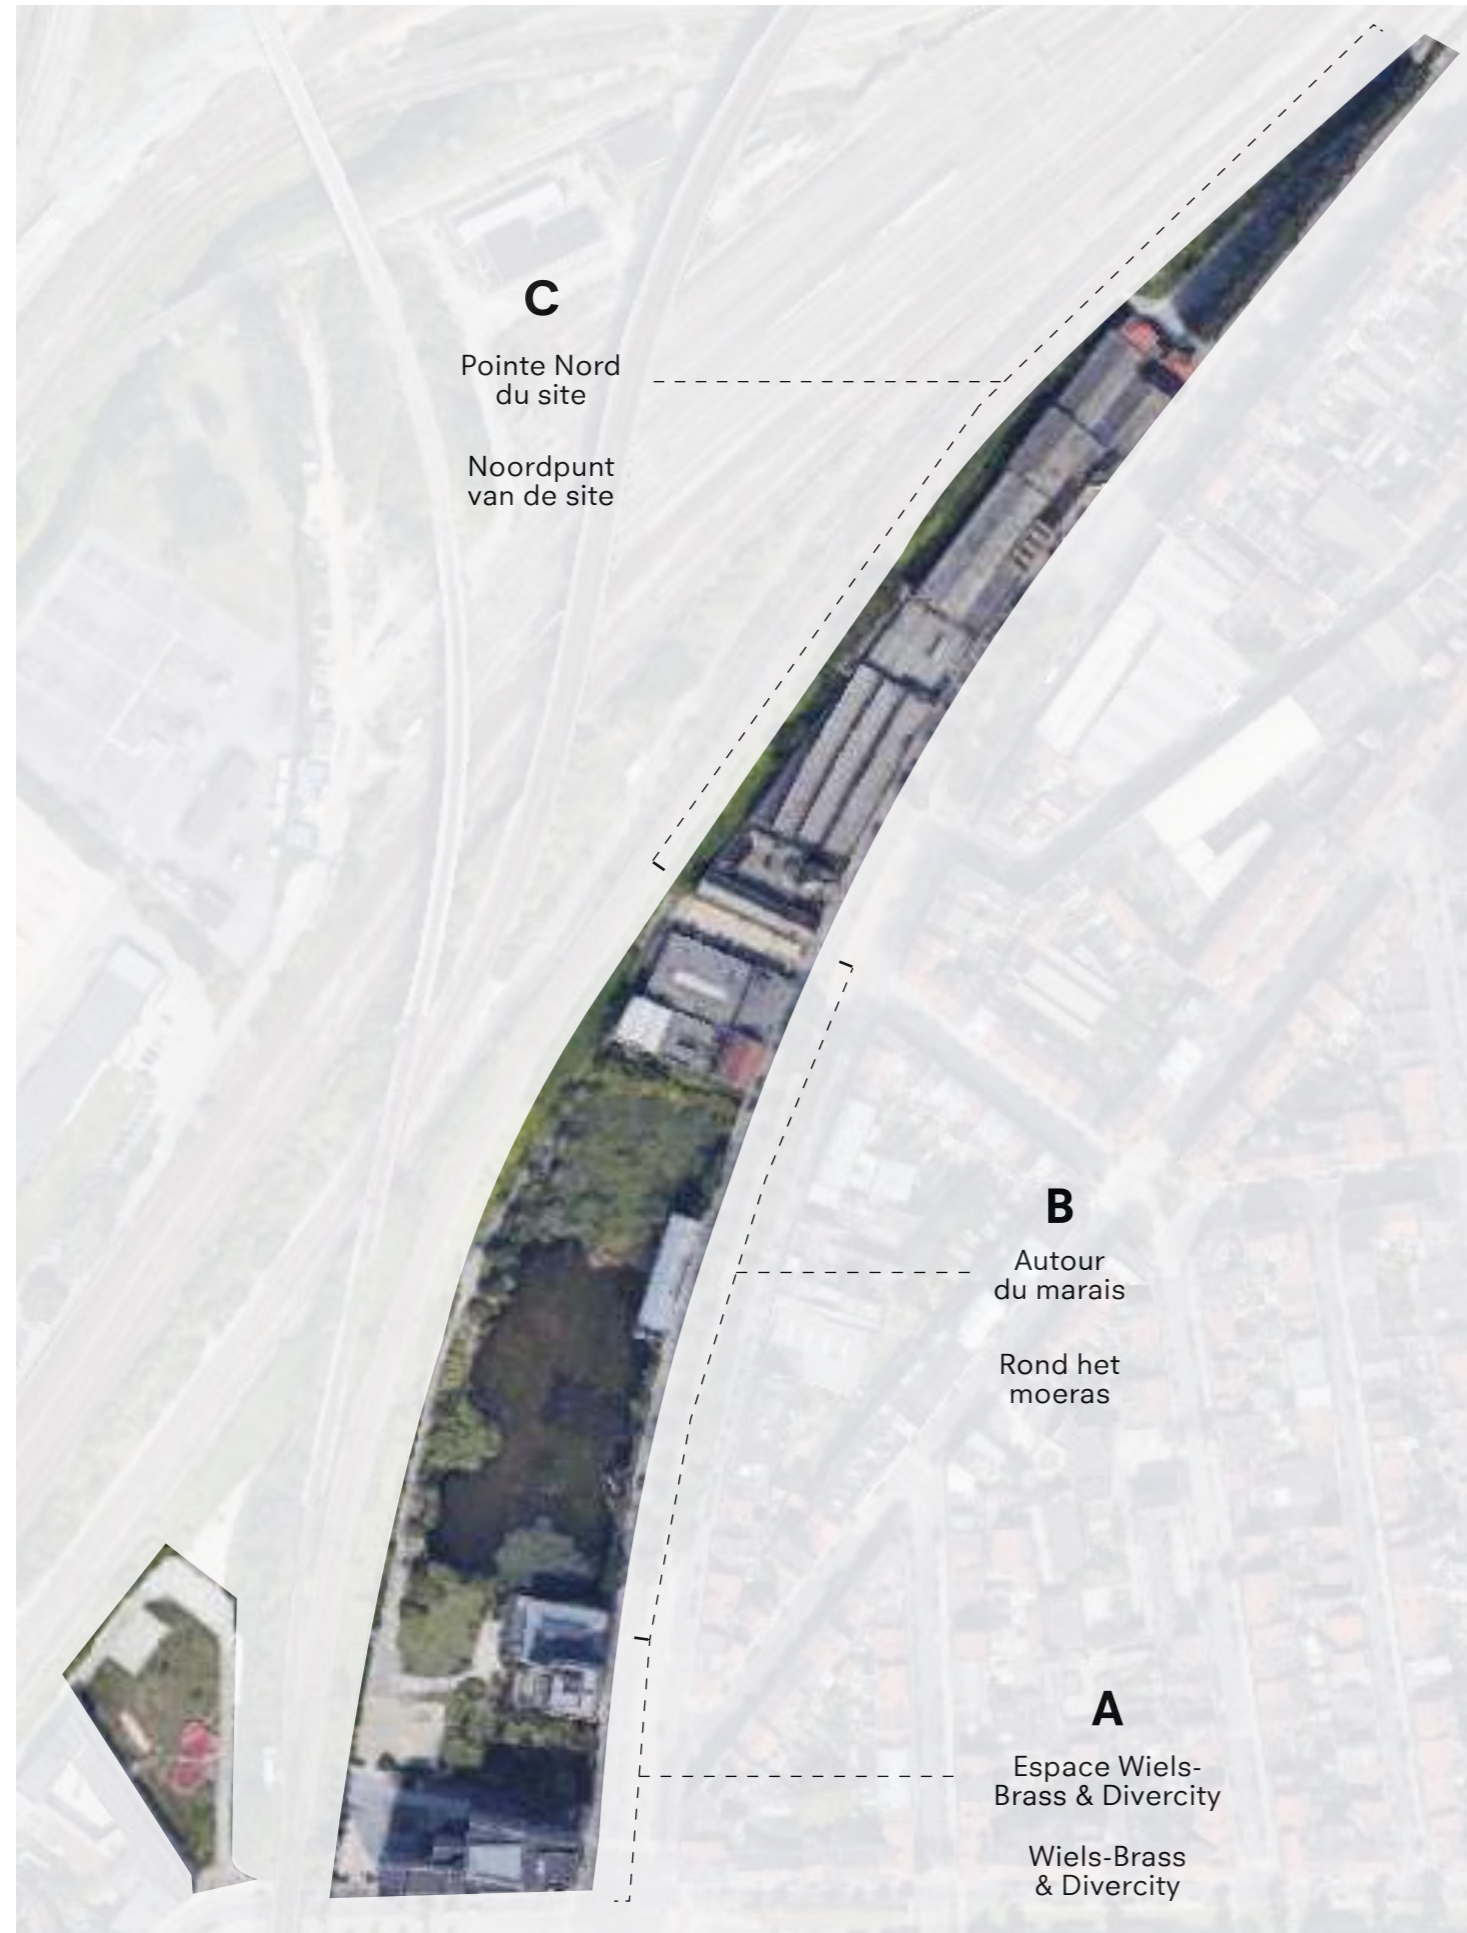 C
Pointe Nord
du site
Noordpunt
van de site
B
Autour
du marais
Rond het
moeras
A
Espace Wiels-
Brass & Divercity
Wiels-Brass
& Divercity